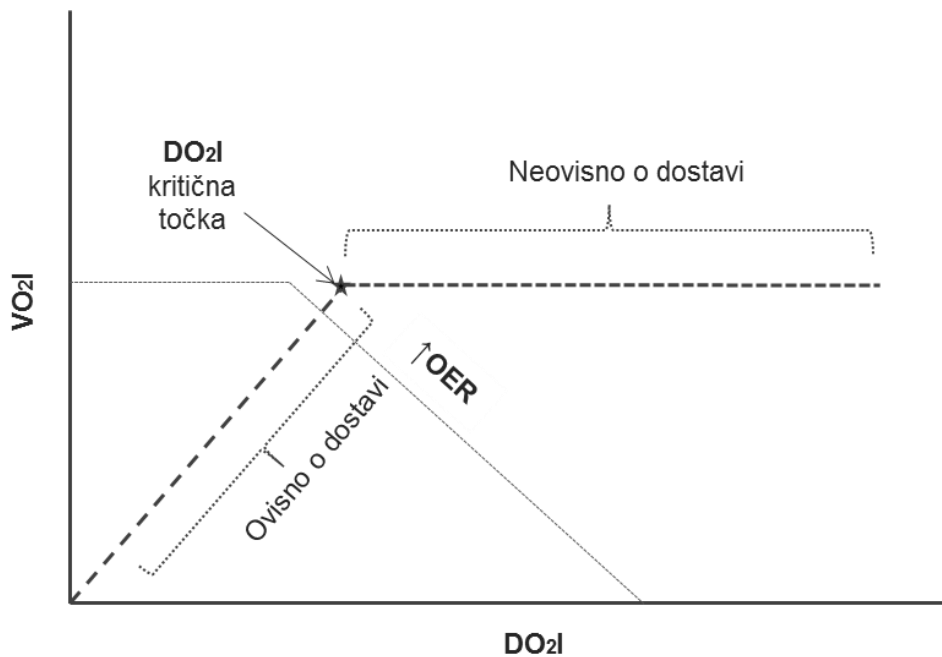 DO₂I
kritična
točka
Neovisno o dostavi
VO₂I
↑OER
Ovisno o dostavi
DO₂I